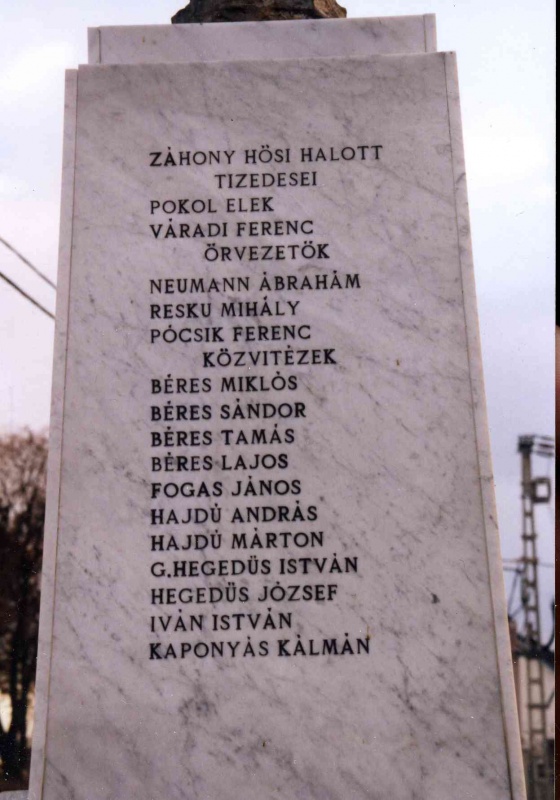 ZÁHONY HŐSI HALOTT
TIZEDESEI
POKOL ELEK
VÁRADI FERENC
ŐRVEZETŐK
NEUMANN ÁBRAHÁM
RESKU MIHÁLY
PÓCSIK FERENC
KÖZVITÉZEK
BÉRES MIKLÓS
BÉRES SÁNDOR
BÉRES TAMÁS
BÉRES LAJOS
FOGAS JÁNOS
HAJDÚ ANDRÁS
HAJDÚ MÁRTON
G.HEGEDÜS ISTVÁN
HEGEDÜS JÓZSEF
IVÁN ISTVÁN
KAPONYÁS KÁLMÁN